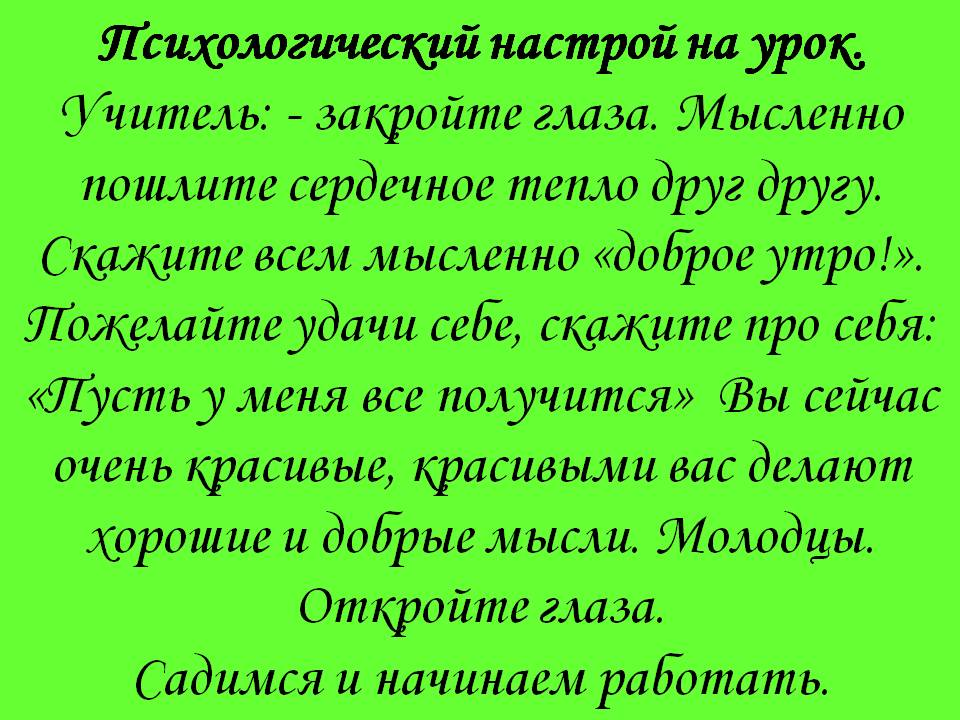 Психологический настрой на урок.
Учитель: - закройте глаза. Мысленно
пошлите сердечное тепло друг другу.
Скажите всем мысленно «доброе утро!».
Пожелайте удачи себе, скажите про себя:
«Пусть у меня все получится» Вы сейчас
очень красивые, красивыми вас делают
хорошие и добрые мысли. Молодцы.
Откройте глаза.
Садимся и начинаем работать.